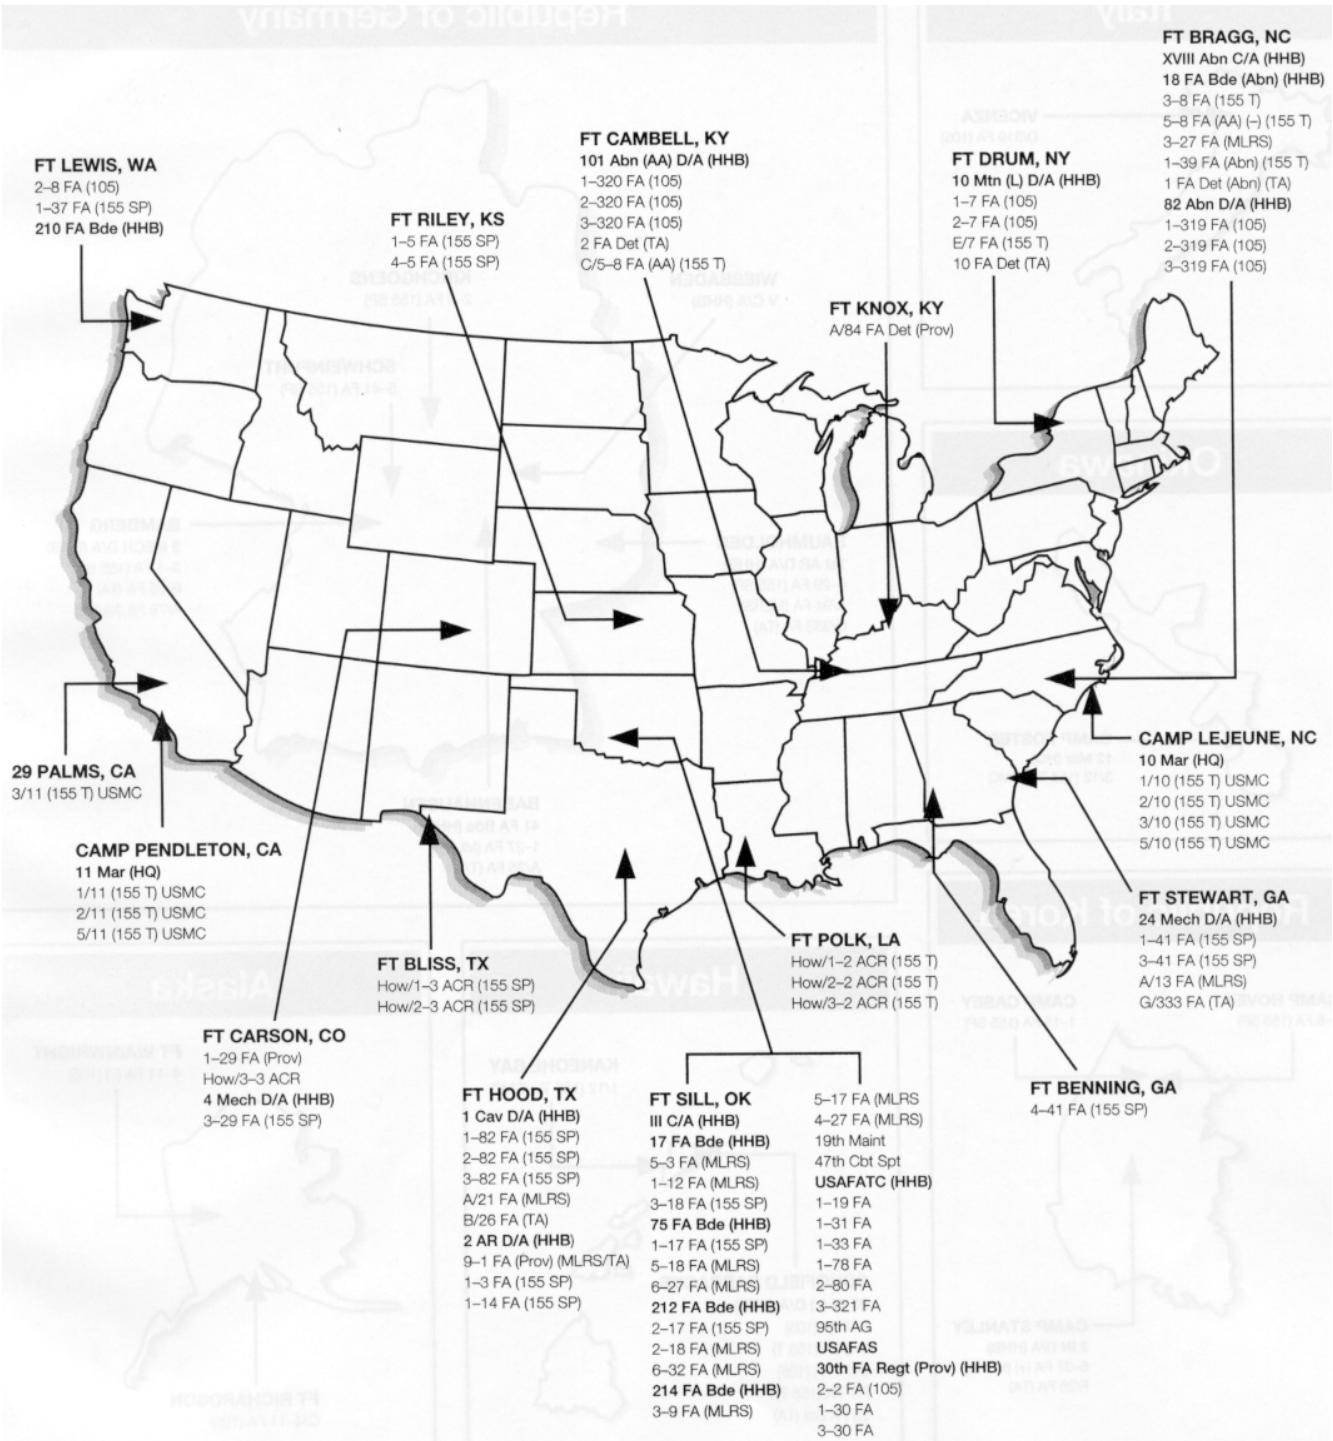 FT LEWIS, WA
2–8 FA (105)
1–37 FA (155 SP)
210 FA Bde (HHB)
FT RILEY, KS
1–5 FA (155 SP)
4–5 FA (155 SP)
FT CAMBELL, KY
101 Abn (AA) D/A (HHB)
1–320 FA (105)
2–320 FA (105)
3–320 FA (105)
2 FA Det (TA)
C/5–8 FA (AA) (155 T)
FT KNOX, KY
A/84 FA Det (Prov)
FT DRUM, NY
10 Mtn (L) D/A (HHB)
1–7 FA (105)
2–7 FA (105)
E/7 FA (155 T)
10 FA Det (TA)
FT BRAGG, NC
XVIII Abn C/A (HHB)
18 FA Bde (Abn) (HHB)
3–8 FA (155 T)
5–8 FA (AA) (–) (155 T)
3–27 FA (MLRS)
1–39 FA (Abn) (155 T)
1 FA Det (Abn) (TA)
82 Abn D/A (HHB)
1–319 FA (105)
2–319 FA (105)
3–319 FA (105)
29 PALMS, CA
3/11 (155 T) USMC
CAMP PENDLETON, CA
11 Mar (HQ)
1/11 (155 T) USMC
2/11 (155 T) USMC
5/11 (155 T) USMC
FT CARSON, CO
1–29 FA (Prov)
How/3–3 ACR
4 Mech D/A (HHB)
3–29 FA (155 SP)
FT BLISS, TX
How/1–3 ACR (155 SP)
How/2–3 ACR (155 SP)
FT HOOD, TX
1 Cav D/A (HHB)
1–82 FA (155 SP)
2–82 FA (155 SP)
3–82 FA (155 SP)
A/21 FA (MLRS)
B/26 FA (TA)
2 AR D/A (HHB)
9–1 FA (Prov) (MLRS/TA)
1–3 FA (155 SP)
1–14 FA (155 SP)
FT SILL, OK
III C/A (HHB)
17 FA Bde (HHB)
5–3 FA (MLRS)
1–12 FA (MLRS)
3–18 FA (155 SP)
75 FA Bde (HHB)
1–17 FA (155 SP)
5–18 FA (MLRS)
6–27 FA (MLRS)
212 FA Bde (HHB)
2–17 FA (155 SP)
2–18 FA (MLRS)
6–32 FA (MLRS)
214 FA Bde (HHB)
3–9 FA (MLRS)
5–17 FA (MLRS
4–27 FA (MLRS)
19th Maint
47th Cbt Spt
USAFATC (HHB)
1–19 FA
1–31 FA
1–33 FA
1–78 FA
2–80 FA
3–321 FA
95th AG
USAFAS
30th FA Regt (Prov) (HHB)
2–2 FA (105)
1–30 FA
3–30 FA
FT POLK, LA
How/1–2 ACR (155 T)
How/2–2 ACR (155 T)
How/3–2 ACR (155 T)
CAMP LEJEUNE, NC
10 Mar (HQ)
1/10 (155 T) USMC
2/10 (155 T) USMC
3/10 (155 T) USMC
5/10 (155 T) USMC
FT STEWART, GA
24 Mech D/A (HHB)
1–41 FA (155 SP)
3–41 FA (155 SP)
A/13 FA (MLRS)
G/333 FA (TA)
FT BENNING, GA
4–41 FA (155 SP)